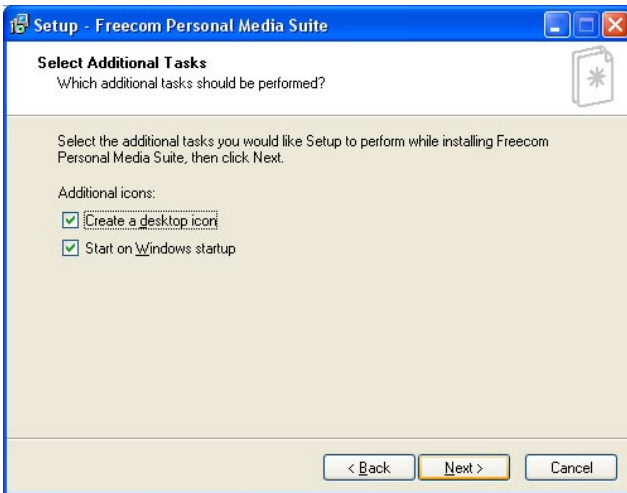 Setup - Freecom Personal Media Suite
Select Additional Tasks
Which additional tasks should be performed?
Select the additional tasks you would like Setup to perform while installing Freecom
Personal Media Suite, then click Next.
Additional icons:
Create a desktop icon
Start on Windows startup
< Back Next > Cancel